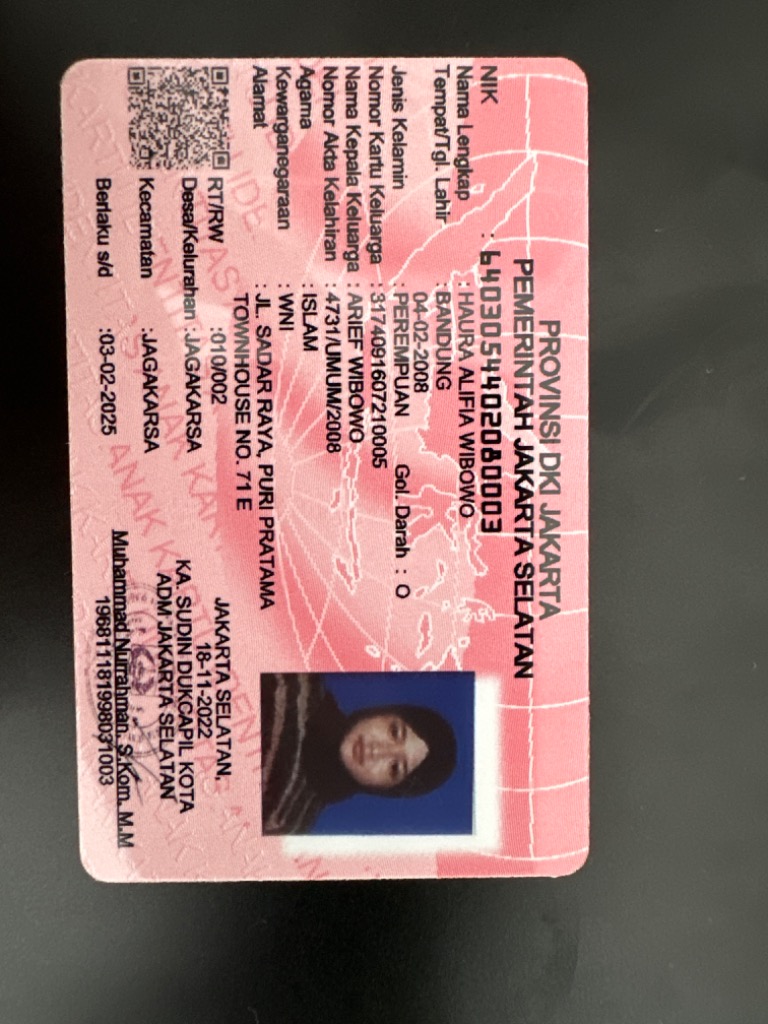 PROVINSI DKI JAKARTA
PEMERINTAH JAKARTA SELATAN
NIK : 6403054402080003
Nama Lengkap : HAURA ALIFIA WIBOWO
Tempat/Tgl. Lahir : BANDUNG
04-02-2008
Jenis Kelamin : PEREMPUAN Gol. Darah : O
Nomor Kartu Keluarga : 3174091607210005
Nama Kepala Keluarga : ARIEF WIBOWO
Nomor Akta Kelahiran : 4731/UMUM/2008
Agama : ISLAM
Kewarganegaraan : WNI
Alamat : JL. SADAR RAYA, PURI PRATAMA
TOWNHOUSE NO. 71 E
RT/RW : 010/002
Desa/Kelurahan : JAGAKARSA
Kecamatan : JAGAKARSA
Berlaku s/d : 03-02-2025
JAKARTA SELATAN,
18-11-2022
KA. SUDIN DUKCAPIL KOTA
ADM JAKARTA SELATAN
Muhammad Nurrahman, S.Kom, M.M
196811181998031003